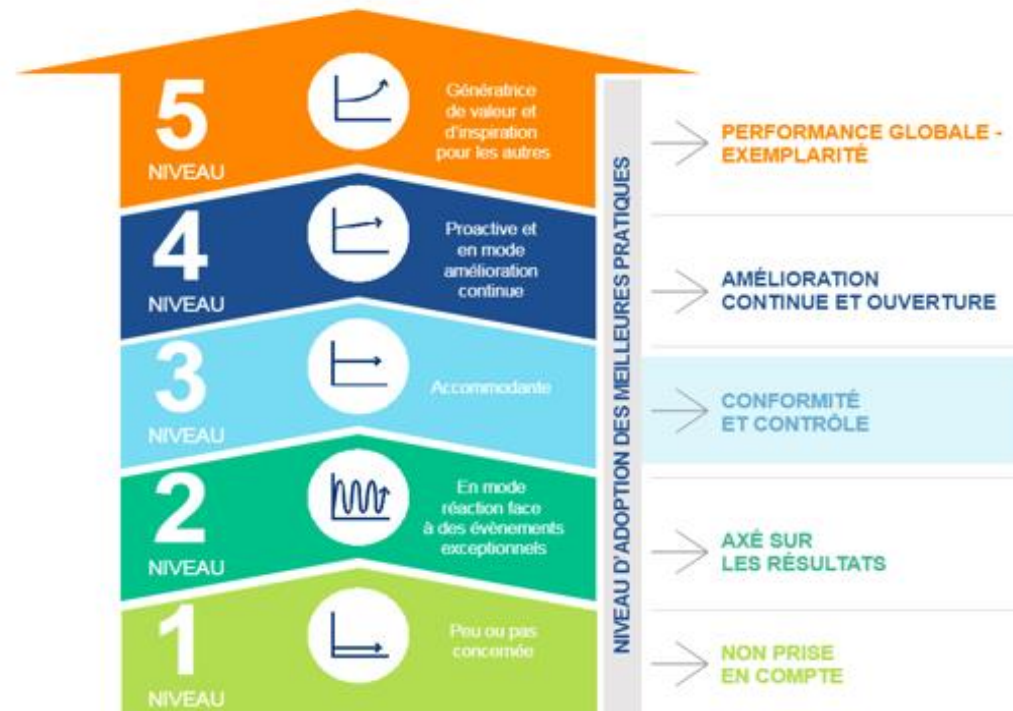 5
NIVEAU
Génératrice
de valeur et
d'inspiration
pour les autres
PERFORMANCE GLOBALE -
EXEMPLARITÉ
4
NIVEAU
Proactive et
en mode
amélioration
continue
AMÉLIORATION
CONTINUE ET OUVERTURE
3
NIVEAU
Accommodante
CONFORMITÉ
ET CONTRÔLE
2
NIVEAU
En mode
réaction face
à des évènements
exceptionnels
AXÉ SUR
LES RÉSULTATS
1
NIVEAU
Peu ou pas
concernée
NON PRISE
EN COMPTE
NIVEAU D'ADOPTION DES MEILLEURES PRATIQUES